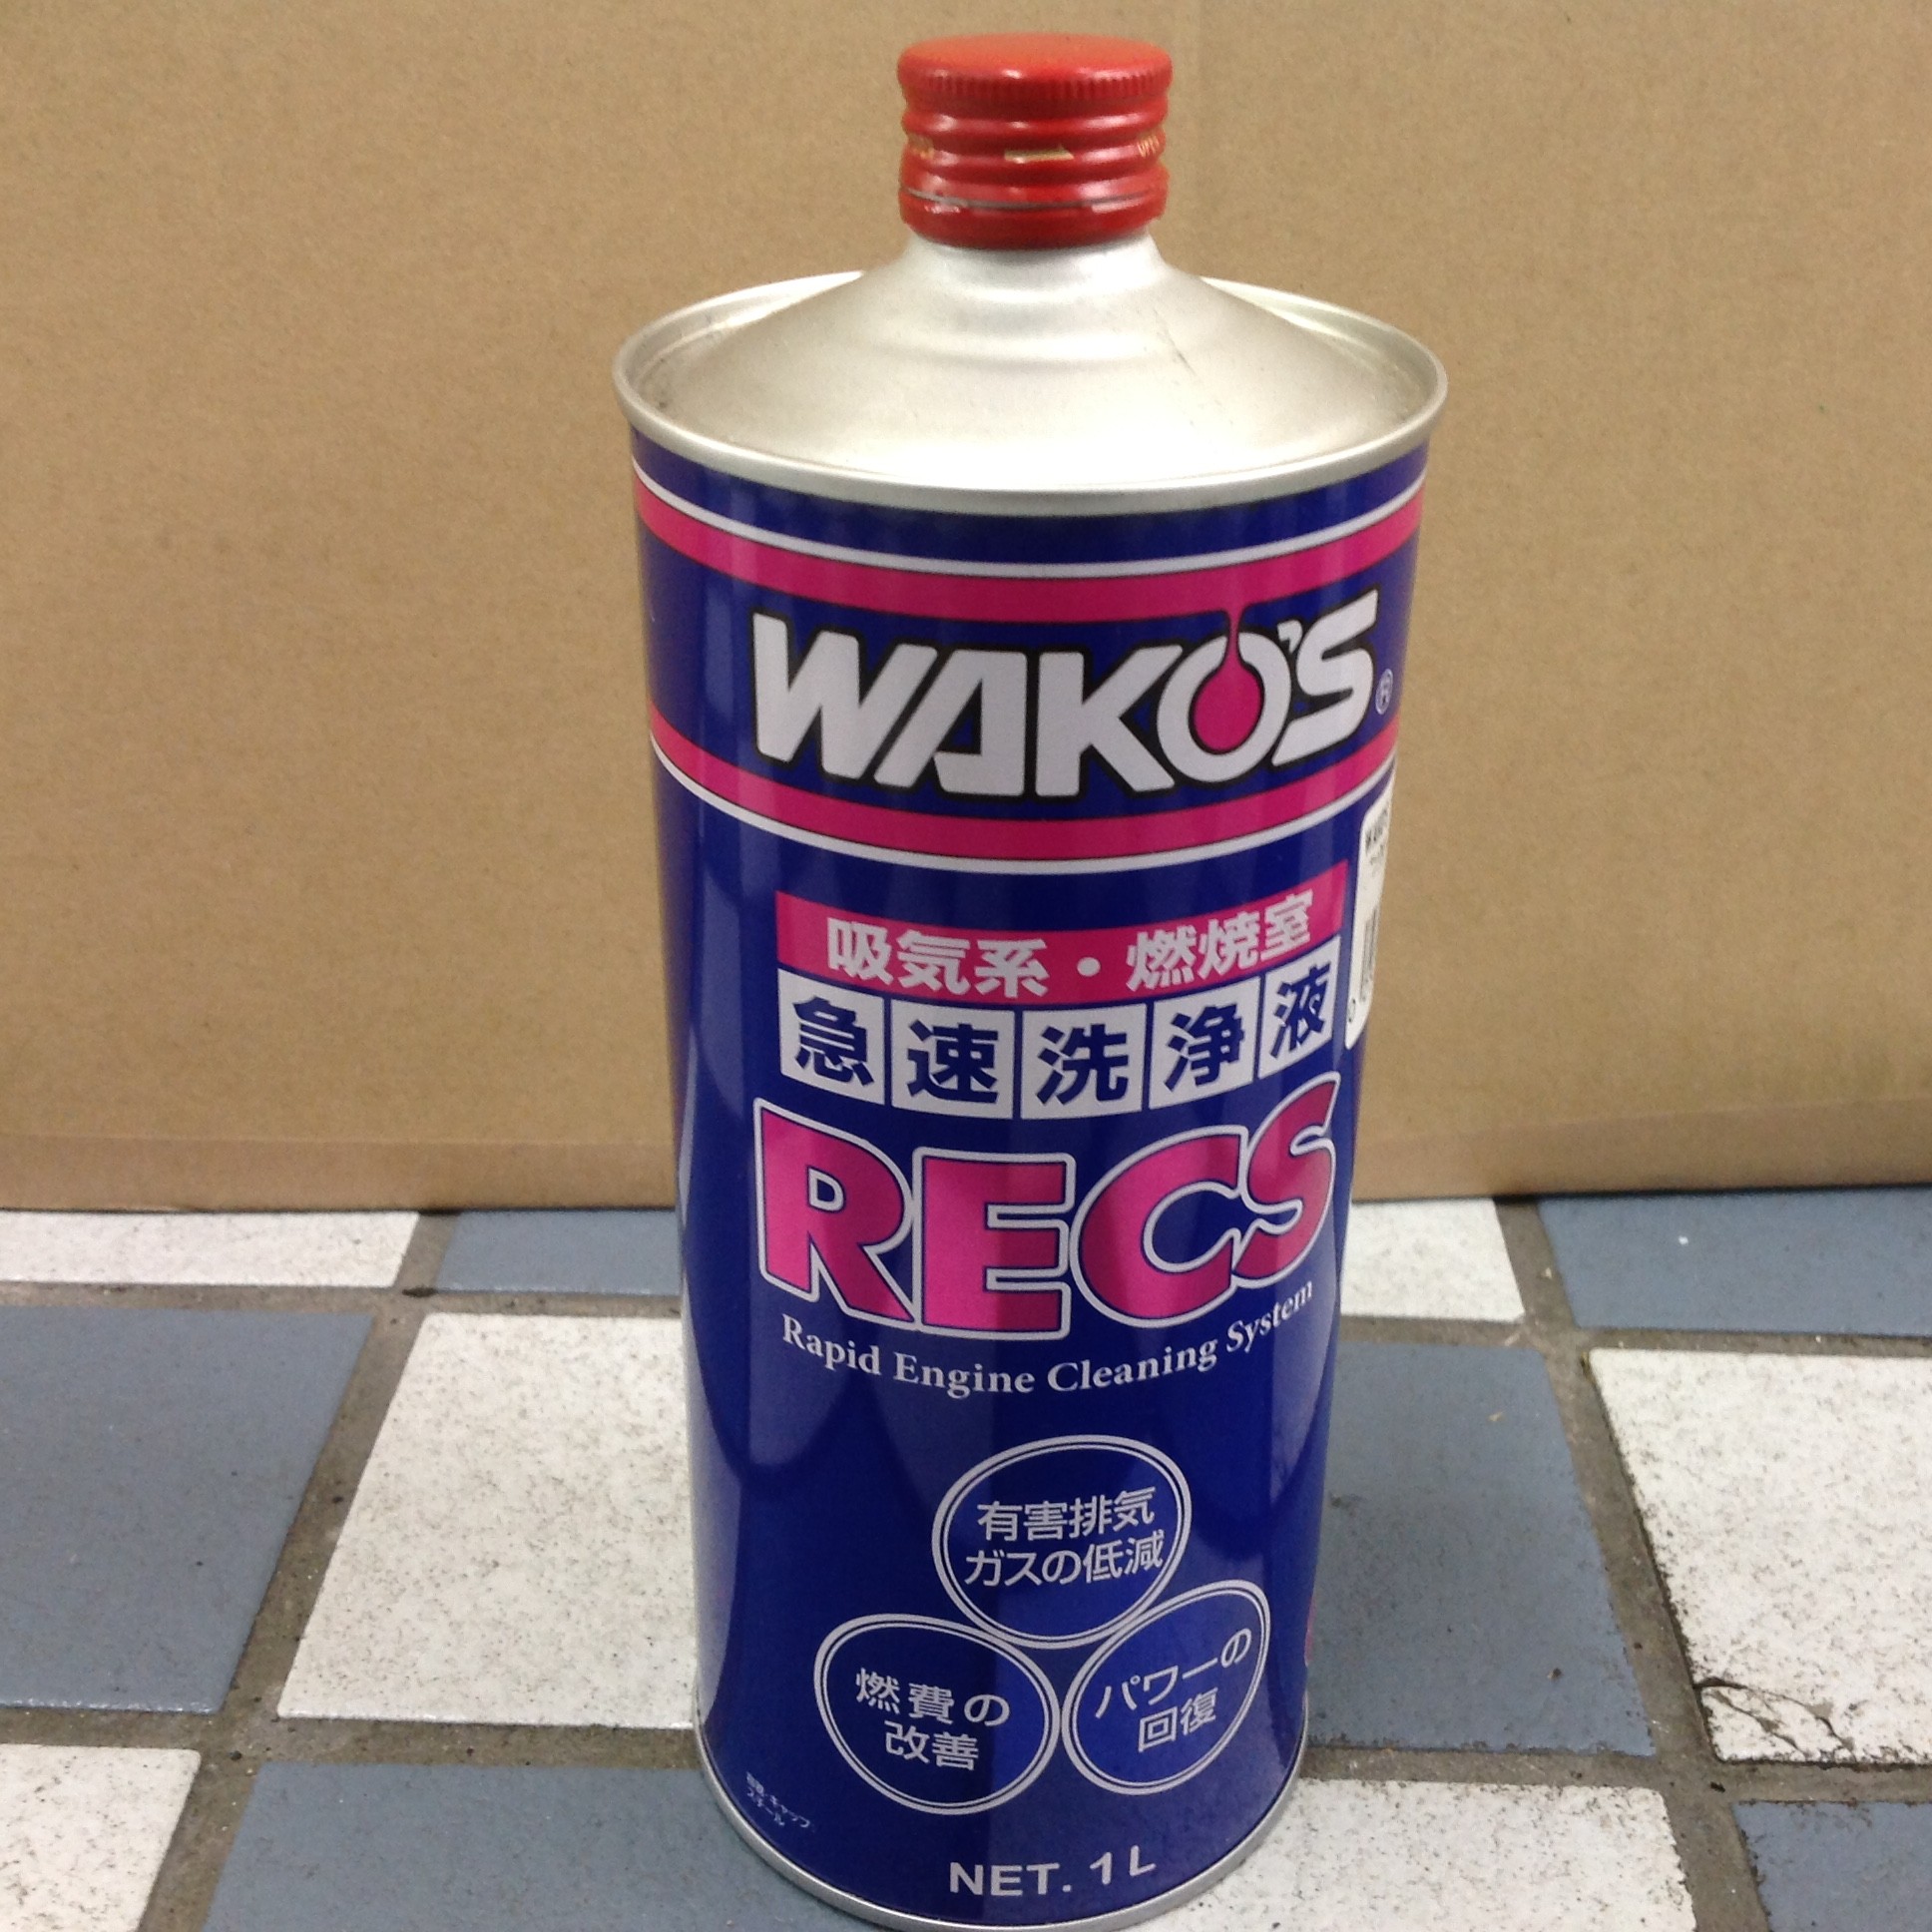 WAKO'S®
吸気系・燃焼室
急速洗浄液
RECS
Rapid Engine Cleaning System
有害排気
ガスの低減
燃費の
改善
パワーの
回復
NET. 1L